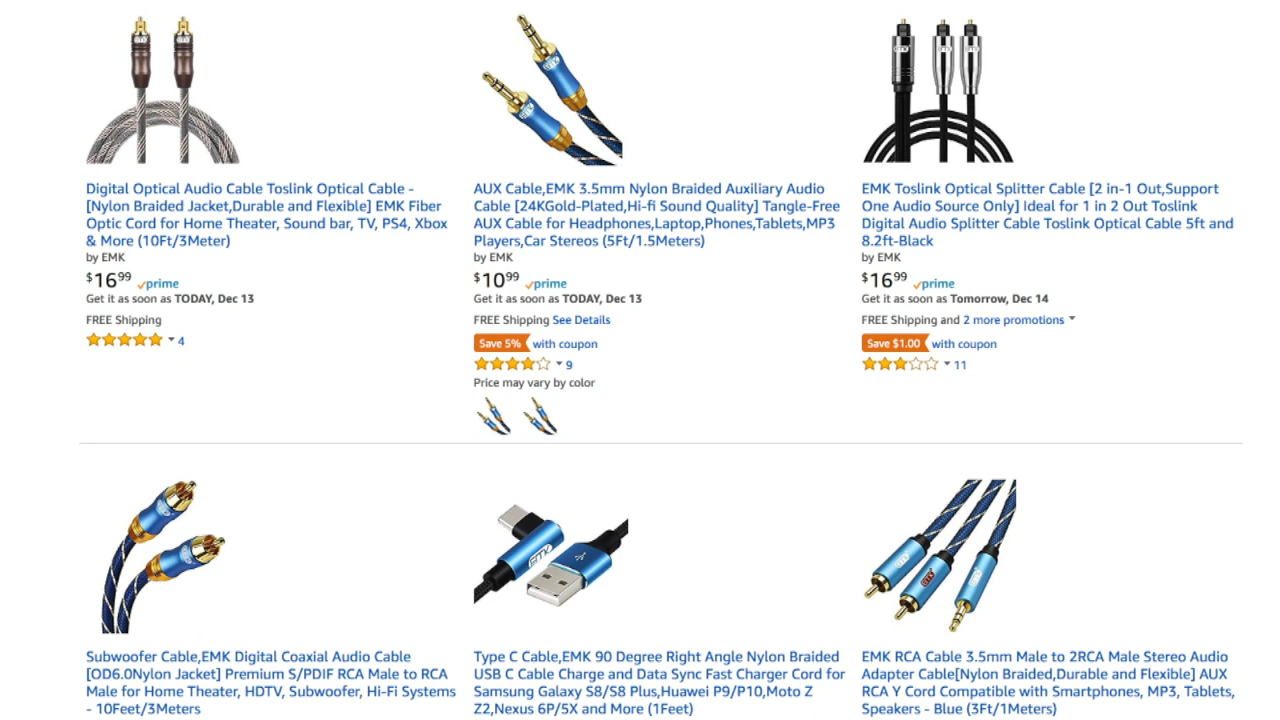 Digital Optical Audio Cable Toslink Optical Cable -
[Nylon Braided Jacket,Durable and Flexible] EMK Fiber
Optic Cord for Home Theater, Sound bar, TV, PS4, Xbox
& More (10Ft/3Meter)
by EMK
$16 99 prime
Get it as soon as TODAY, Dec 13
FREE Shipping
4
AUX Cable,EMK 3.5mm Nylon Braided Auxiliary Audio
Cable [24KGold-Plated,Hi-fi Sound Quality] Tangle-Free
AUX Cable for Headphones,Laptop,Phones,Tablets,MP3
Players,Car Stereos (5Ft/1.5Meters)
by EMK
$10 99 prime
Get it as soon as TODAY, Dec 13
FREE Shipping See Details
Save 5% with coupon
9
Price may vary by color
EMK Toslink Optical Splitter Cable [2 in-1 Out,Support
One Audio Source Only] Ideal for 1 in 2 Out Toslink
Digital Audio Splitter Cable Toslink Optical Cable 5ft and
8.2ft-Black
by EMK
$16 99 prime
Get it as soon as Tomorrow, Dec 14
FREE Shipping and 2 more promotions
Save $1.00 with coupon
11
EMK
Subwoofer Cable,EMK Digital Coaxial Audio Cable
[OD6.0Nylon Jacket] Premium S/PDIF RCA Male to RCA
Male for Home Theater, HDTV, Subwoofer, Hi-Fi Systems
- 10Feet/3Meters
Type C Cable,EMK 90 Degree Right Angle Nylon Braided
USB C Cable Charge and Data Sync Fast Charger Cord for
Samsung Galaxy S8/S8 Plus,Huawei P9/P10,Moto Z
Z2,Nexus 6P/5X and More (1Feet)
EMK RCA Cable 3.5mm Male to 2RCA Male Stereo Audio
Adapter Cable[Nylon Braided,Durable and Flexible] AUX
RCA Y Cord Compatible with Smartphones, MP3, Tablets,
Speakers - Blue (3Ft/1Meters)